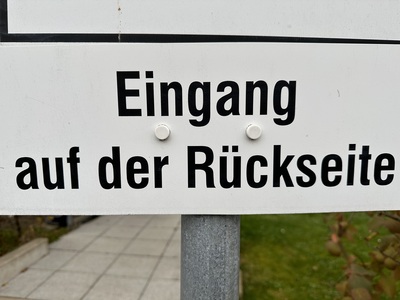 Eingang
auf der Rückseite